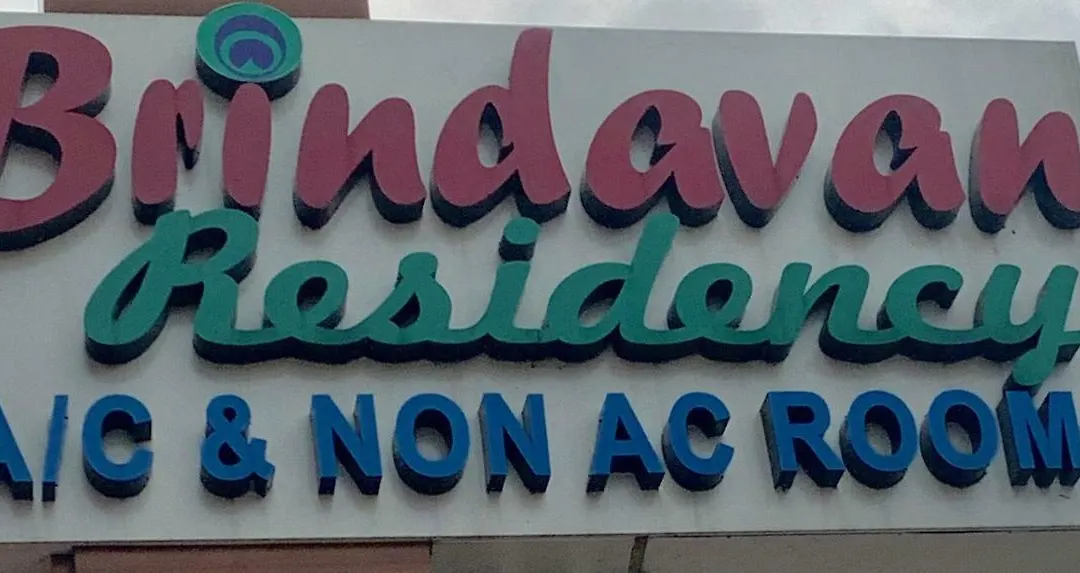 Brindavan
Residency
A/C & NON AC ROOM